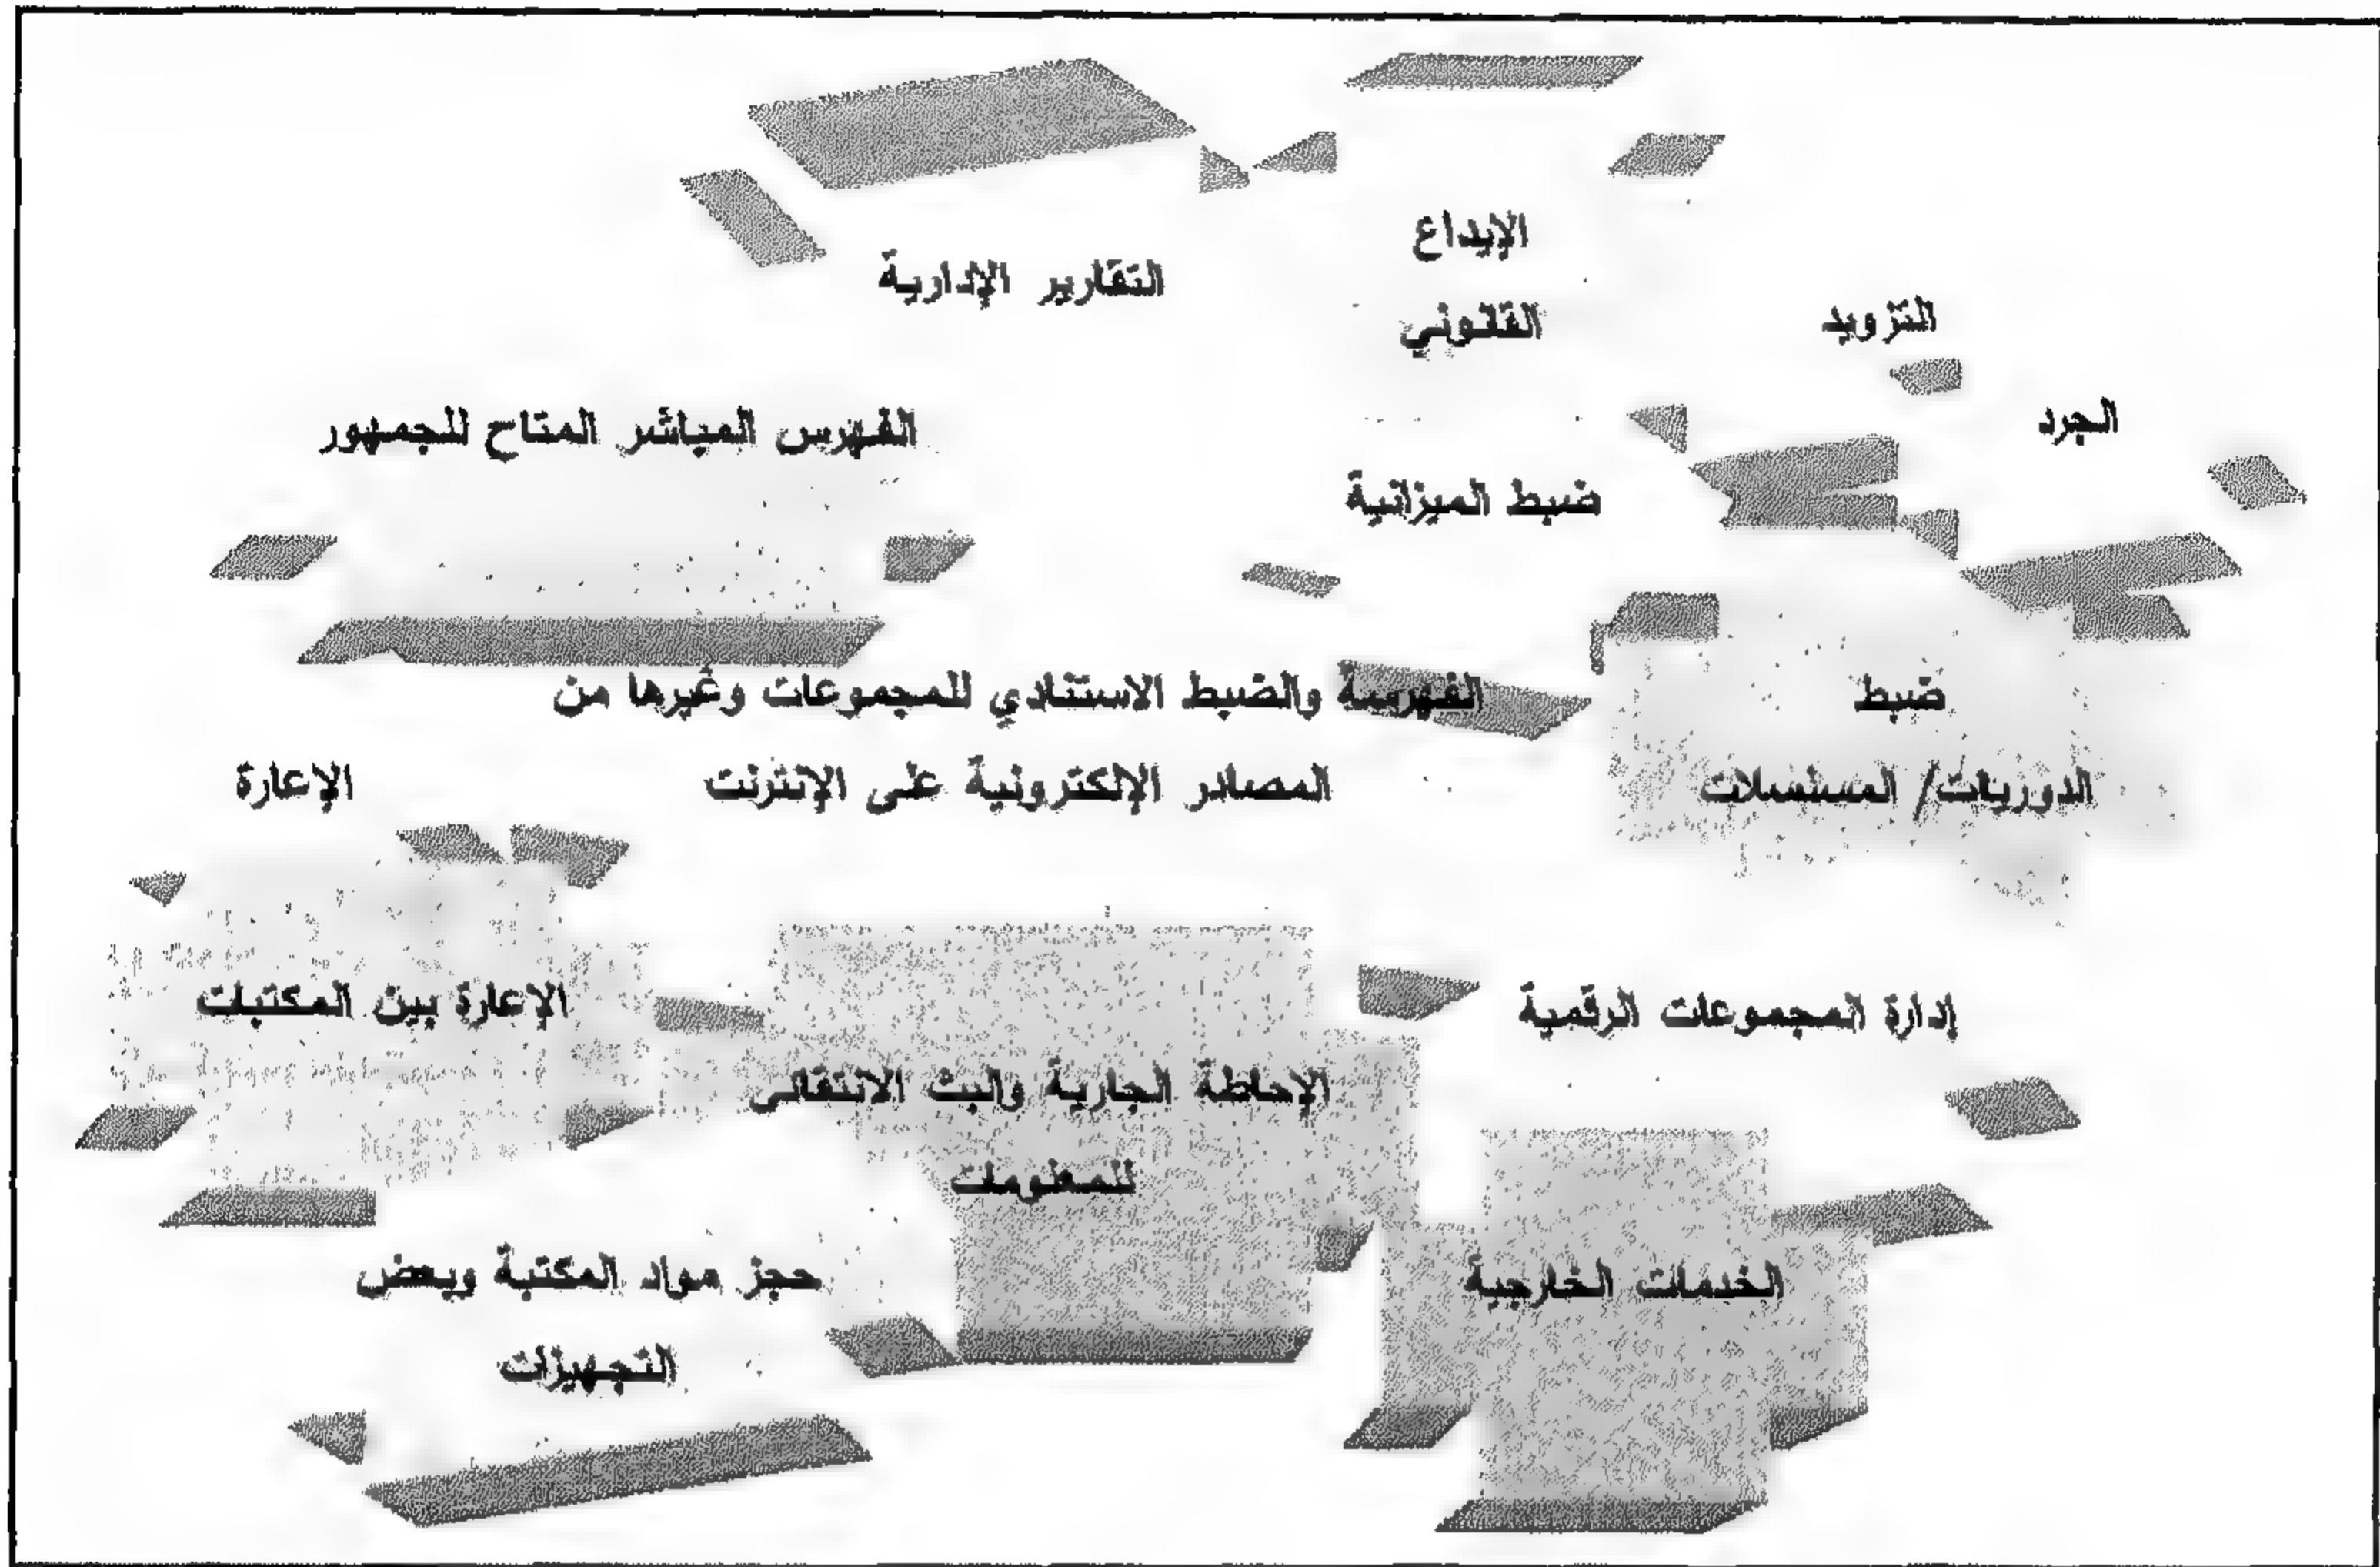 الإيداع
القانوني
التقارير الإدارية
التزويد
الجرد
الفهرس المباشر المتاح للجمهور
ضبط الميزانية
الفهرسة والضبط الاستنادي للمجموعات وغيرها من
المصادر الإلكترونية على الإنترنت
ضبط
الدوريات/ المسلسلات
الإعارة
الإعارة بين المكتبات
إدارة المجموعات الرقمية
الإحاطة الجارية والبث الانتقائى
للمعلومات
الخدمات الخارجية
حجز مواد المكتبة وبعض
التجهيزات